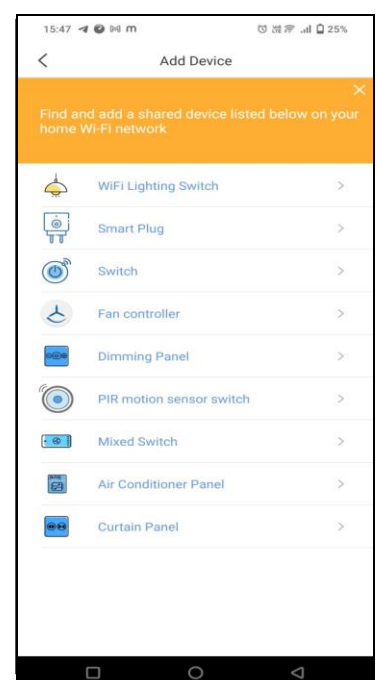 15:47 m 25%
Add Device
Find and add a shared device listed below on your
home Wi-Fi network
WiFi Lighting Switch
Smart Plug
Switch
Fan controller
Dimming Panel
PIR motion sensor switch
Mixed Switch
Air Conditioner Panel
Curtain Panel